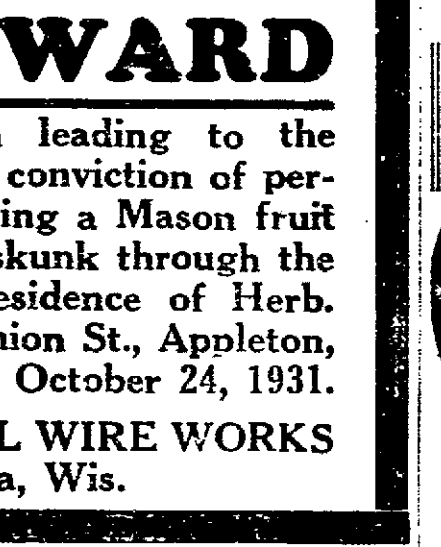 WARD
leading to the
conviction of per-
ing a Mason fruit
skunk through the
esidence of Herb.
nion St., Appleton,
October 24, 1931.
L WIRE WORKS
a, Wis.